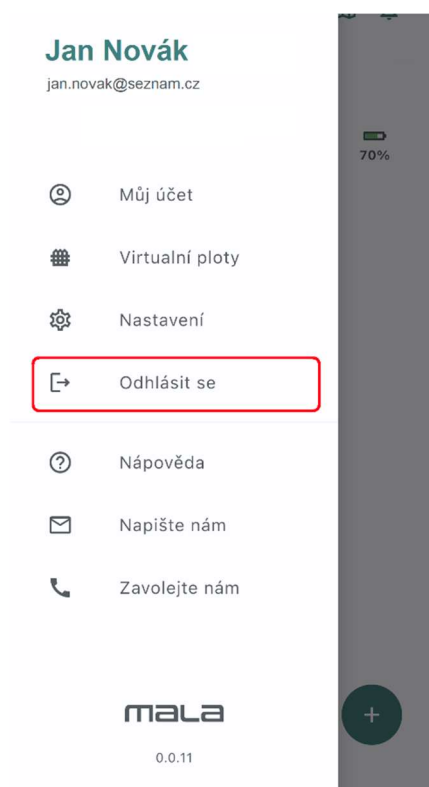 Jan Novák
jan.novak@seznam.cz
70%
Můj účet
Virtualní ploty
Nastavení
Odhlásit se
Nápověda
Napište nám
Zavolejte nám
mala
+
0.0.11